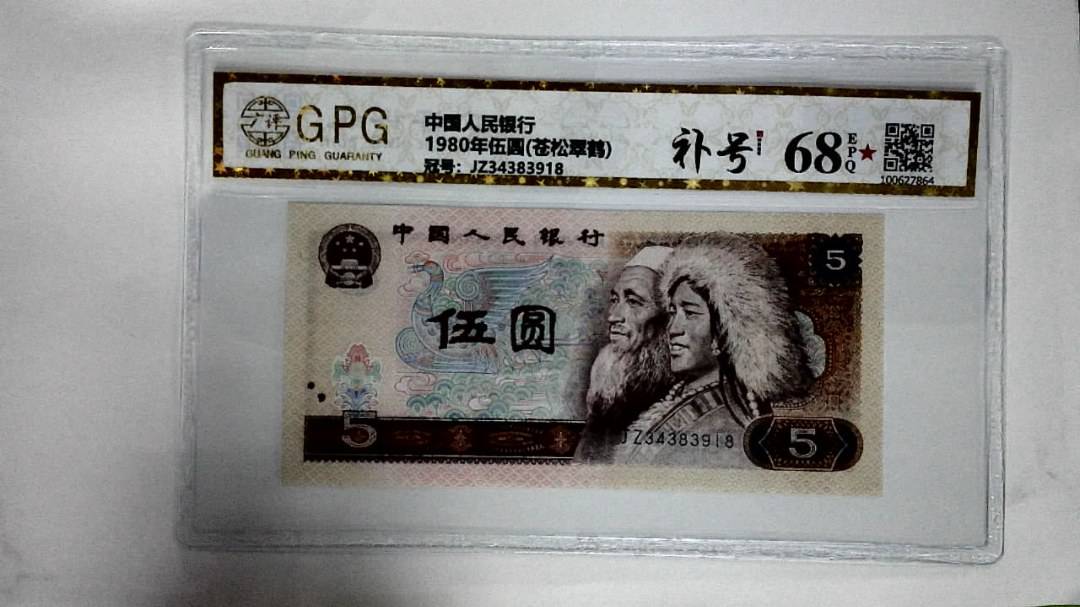 GPG
GUANG PING GUARANTY
中国人民银行
1980年伍圆(苍松翠鹤)
冠号: JZ34383918
补号
68 EPQ
100627864
中国人民银行
5
伍圆
5
JZ34383918
5